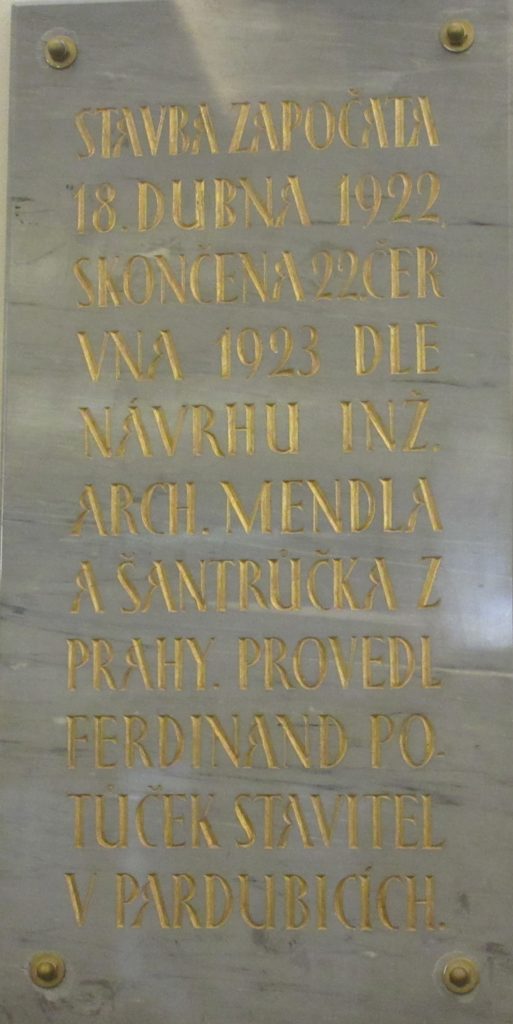 STAVBA ZAPOČATA
18. DUBNA 1922
SKONČENA 22.ČER
VNA 1923 DLE
NÁVRHU INŽ.
ARCH. MENDLA
A ŠANTRŮČKA Z
PRAHY. PROVEDL
FERDINAND PO-
TŮČEK STAVITEL
V PARDUBICÍCH.